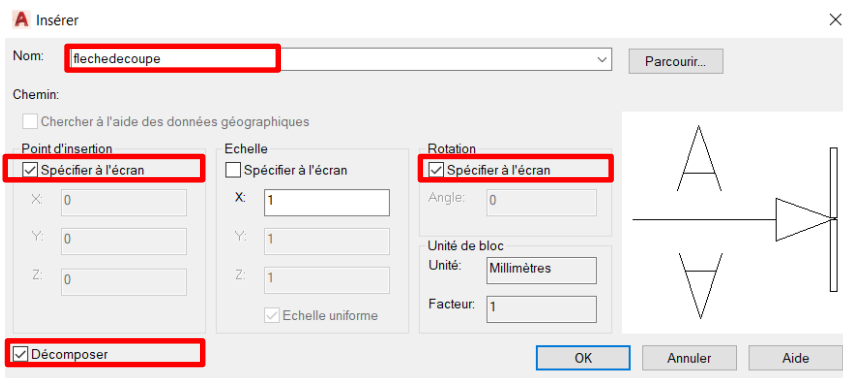 Insérer
Nom: flechedecoupe Parcourir...
Chemin:
Chercher à l'aide des données géographiques
Point d'insertion
Spécifier à l'écran
X: 0
Y: 0
Z: 0
Echelle
Spécifier à l'écran
X: 1
Y: 1
Z: 1
Echelle uniforme
Rotation
Spécifier à l'écran
Angle: 0
Unité de bloc
Unité: Millimètres
Facteur: 1
A
A
Décomposer
OK Annuler Aide